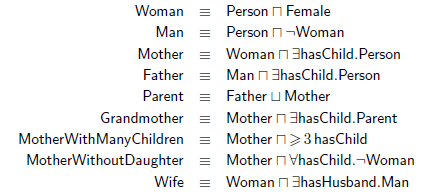 Woman ≡ Person ⊓ Female
Man ≡ Person ⊓ ¬Woman
Mother ≡ Woman ⊓ ∃hasChild.Person
Father ≡ Man ⊓ ∃hasChild.Person
Parent ≡ Father ⊔ Mother
Grandmother ≡ Mother ⊓ ∃hasChild.Parent
MotherWithManyChildren ≡ Mother ⊓ ⩾ 3 hasChild
MotherWithoutDaughter ≡ Mother ⊓ ∀hasChild.¬Woman
Wife ≡ Woman ⊓ ∃hasHusband.Man